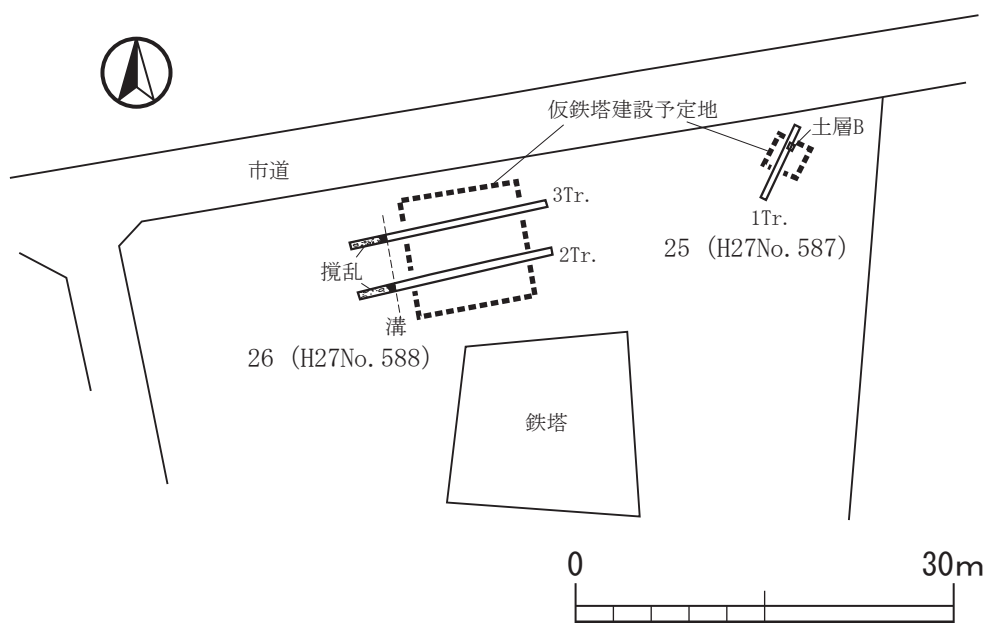 仮鉄塔建設予定地
土層B
市道
3Tr.
1Tr.
25 (H27No.587)
2Tr.
撹乱
溝
26 (H27No.588)
鉄塔
0 30m